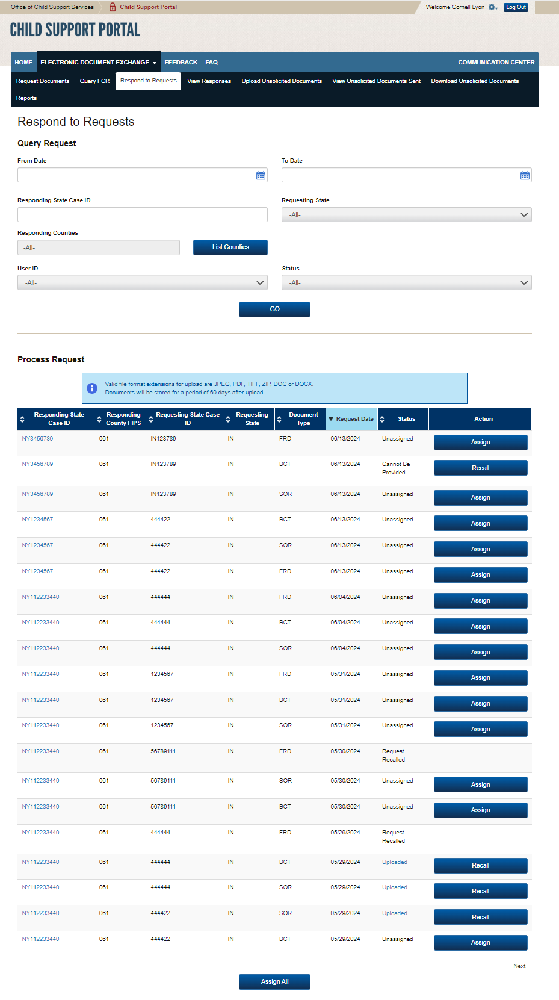 Office of Child Support Services Child Support Portal Welcome Cornell Lyon Log Out
CHILD SUPPORT PORTAL
HOME ELECTRONIC DOCUMENT EXCHANGE FEEDBACK FAQ COMMUNICATION CENTER
Request Documents Query FCR Respond to Requests View Responses Upload Unsolicited Documents View Unsolicited Documents Sent Download Unsolicited Documents
Reports
Respond to Requests
Query Request
From Date To Date
Responding State Case ID Requesting State
-All-
Responding Counties
-All- List Counties
User ID Status
-All- -All-
GO
Process Request
Valid file format extensions for upload are JPEG, PDF, TIFF, ZIP, DOC or DOCX.
Documents will be stored for a period of 60 days after upload.
Responding State Case ID Responding County FIPS Requesting State Case ID Requesting State Document Type Request Date Status Action
NY3456789 061 IN123789 IN FRD 06/13/2024 Unassigned Assign
NY3456789 061 IN123789 IN BCT 06/13/2024 Cannot Be Provided Recall
NY3456789 061 IN123789 IN SOR 06/13/2024 Unassigned Assign
NY1234567 061 444422 IN BCT 06/13/2024 Unassigned Assign
NY1234567 061 444422 IN SOR 06/13/2024 Unassigned Assign
NY1234567 061 444422 IN FRD 06/13/2024 Unassigned Assign
NY112233440 061 444444 IN FRD 06/04/2024 Unassigned Assign
NY112233440 061 444444 IN BCT 06/04/2024 Unassigned Assign
NY112233440 061 444444 IN SOR 06/04/2024 Unassigned Assign
NY112233440 061 1234567 IN FRD 05/31/2024 Unassigned Assign
NY112233440 061 1234567 IN BCT 05/31/2024 Unassigned Assign
NY112233440 061 1234567 IN SOR 05/31/2024 Unassigned Assign
NY112233440 061 56789111 IN FRD 05/30/2024 Request Recalled
NY112233440 061 56789111 IN SOR 05/30/2024 Unassigned Assign
NY112233440 061 56789111 IN BCT 05/30/2024 Unassigned Assign
NY112233440 061 444444 IN FRD 05/29/2024 Request Recalled
NY112233440 061 444444 IN BCT 05/29/2024 Uploaded Recall
NY112233440 061 444444 IN SOR 05/29/2024 Uploaded Recall
NY112233440 061 444422 IN SOR 05/29/2024 Uploaded Recall
NY112233440 061 444422 IN BCT 05/29/2024 Unassigned Assign
Next
Assign All